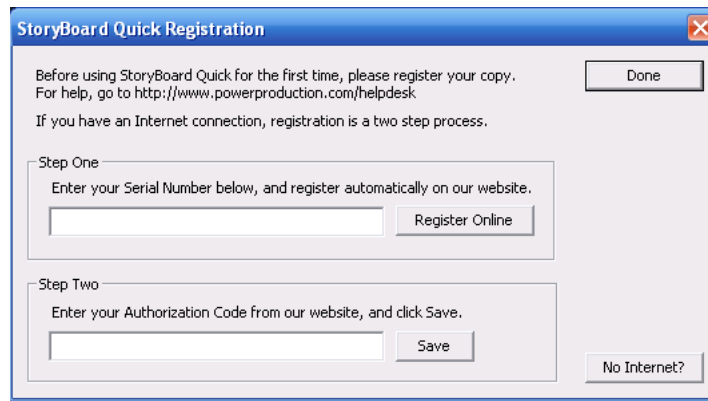 StoryBoard Quick Registration
Before using StoryBoard Quick for the first time, please register your copy.
For help, go to http://www.powerproduction.com/helpdesk
Done
If you have an Internet connection, registration is a two step process.
Step One
Enter your Serial Number below, and register automatically on our website.
Register Online
Step Two
Enter your Authorization Code from our website, and click Save.
Save
No Internet?